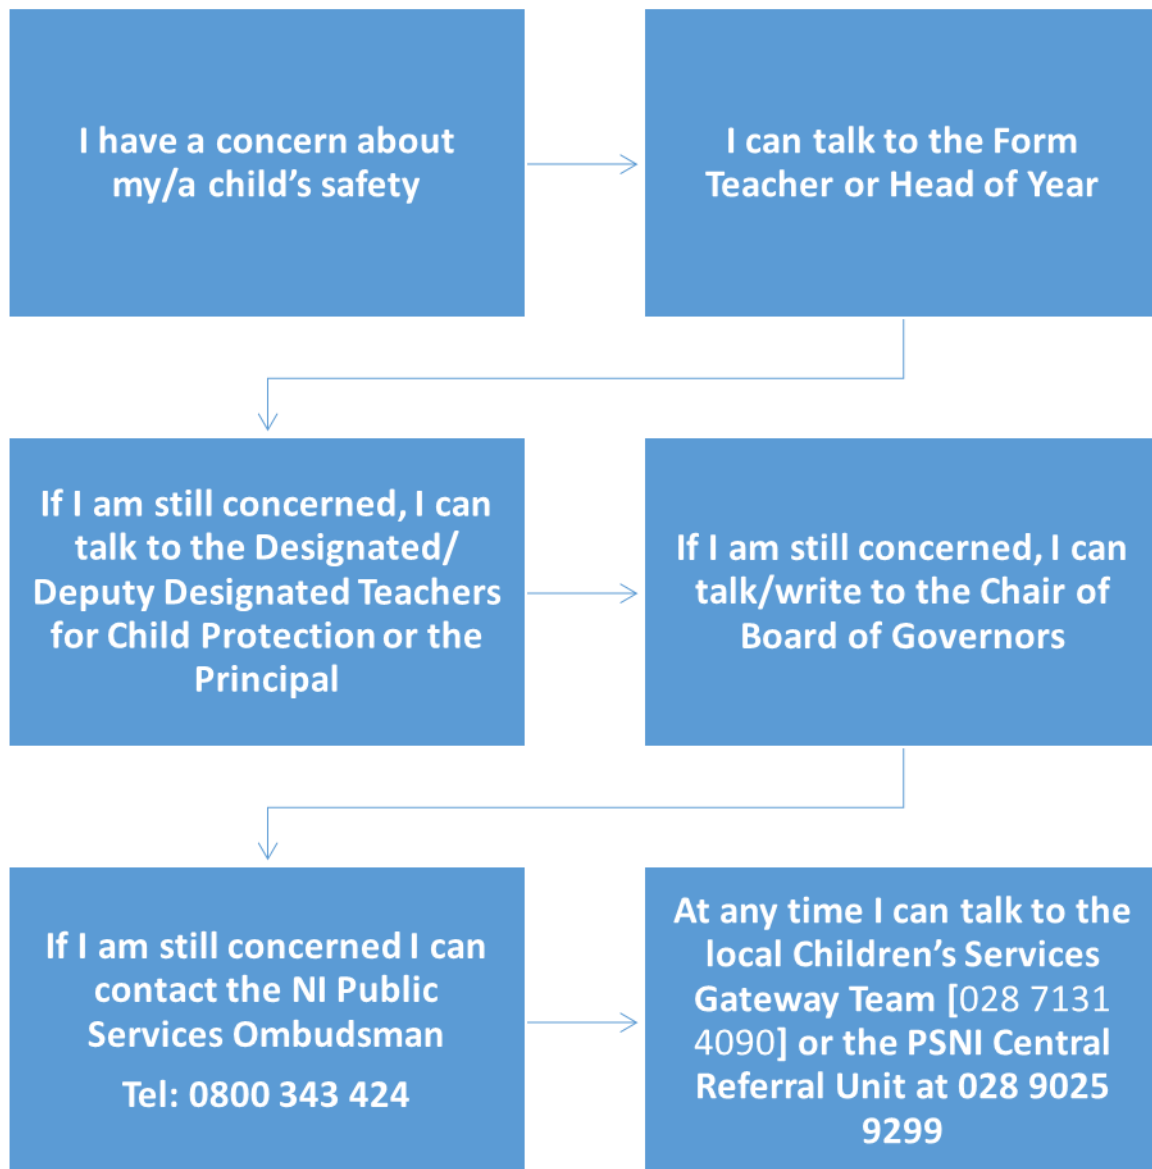 I have a concern about
my/a child’s safety
I can talk to the Form
Teacher or Head of Year
If I am still concerned, I can
talk to the Designated/
Deputy Designated Teachers
for Child Protection or the
Principal
If I am still concerned, I can
talk/write to the Chair of
Board of Governors
If I am still concerned I can
contact the NI Public
Services Ombudsman
Tel: 0800 343 424
At any time I can talk to the
local Children’s Services
Gateway Team [028 7131
4090] or the PSNI Central
Referral Unit at 028 9025
9299